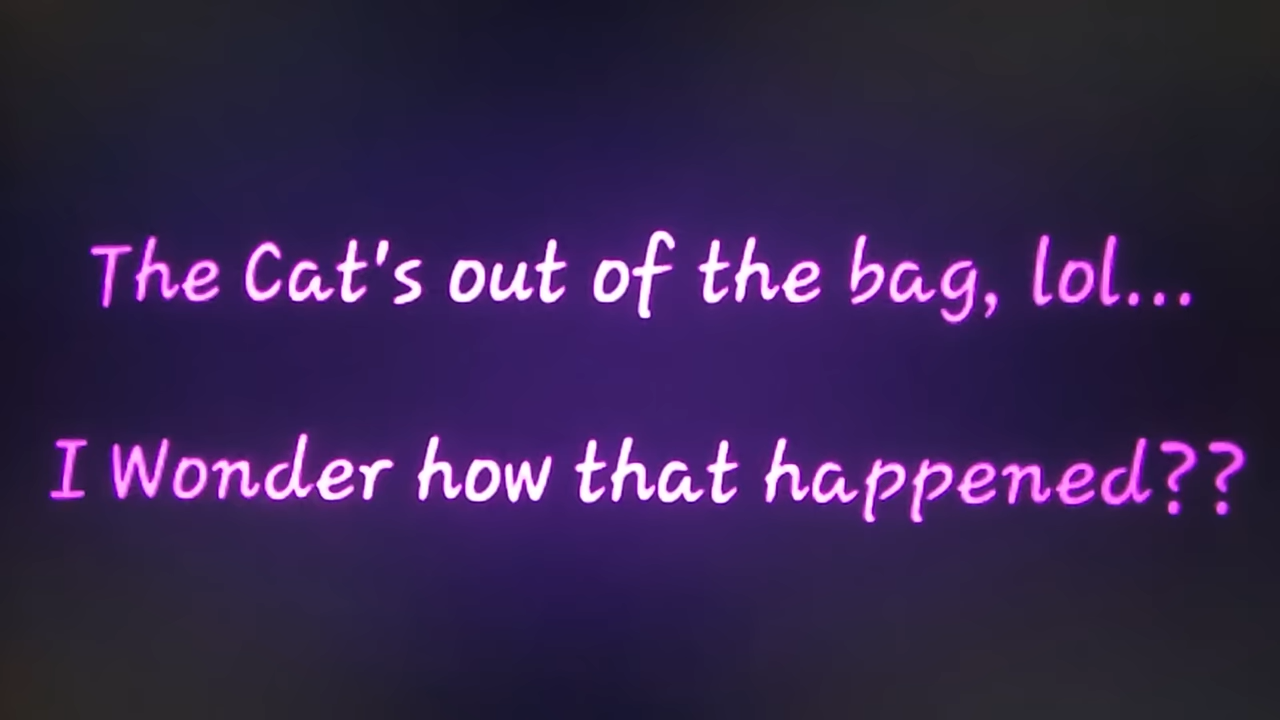 The Cat's out of the bag, lol...
I Wonder how that happened??